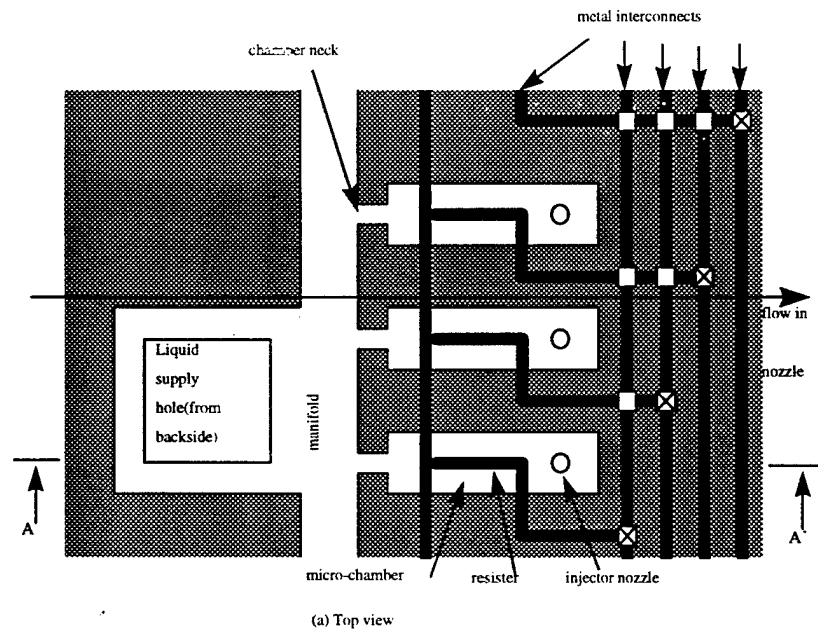 metal interconnects
chamber neck
flow in
nozzle
Liquid
supply
hole(from
backside)
manifold
A
A'
micro-chamber
resister
injector nozzle
(a) Top view